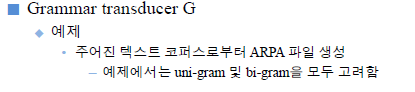 Grammar transducer G
예제
주어진 텍스트 코퍼스로부터 ARPA 파일 생성
– 예제에서는 uni-gram 및 bi-gram을 모두 고려함